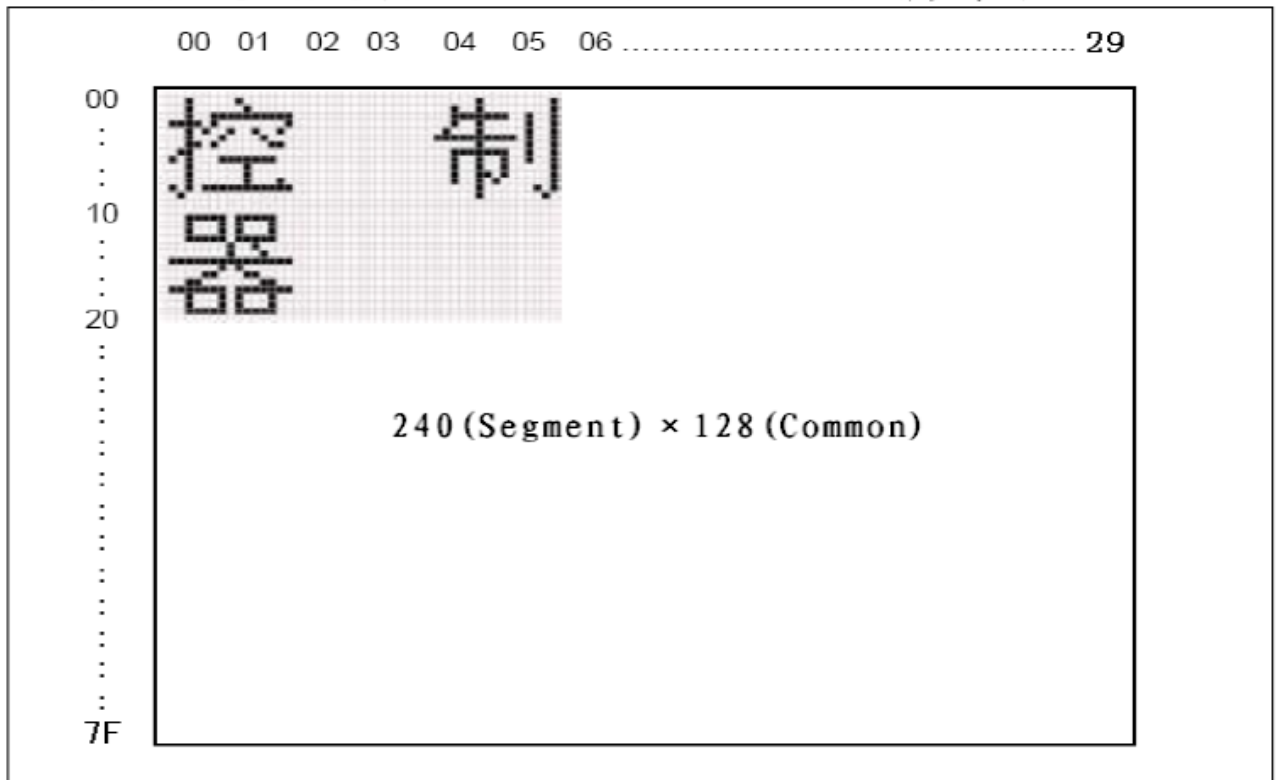 00 01 02 03 04 05 06 ........................................ 29
00
控 制
10
器
20
240(Segment) × 128(Common)
7F